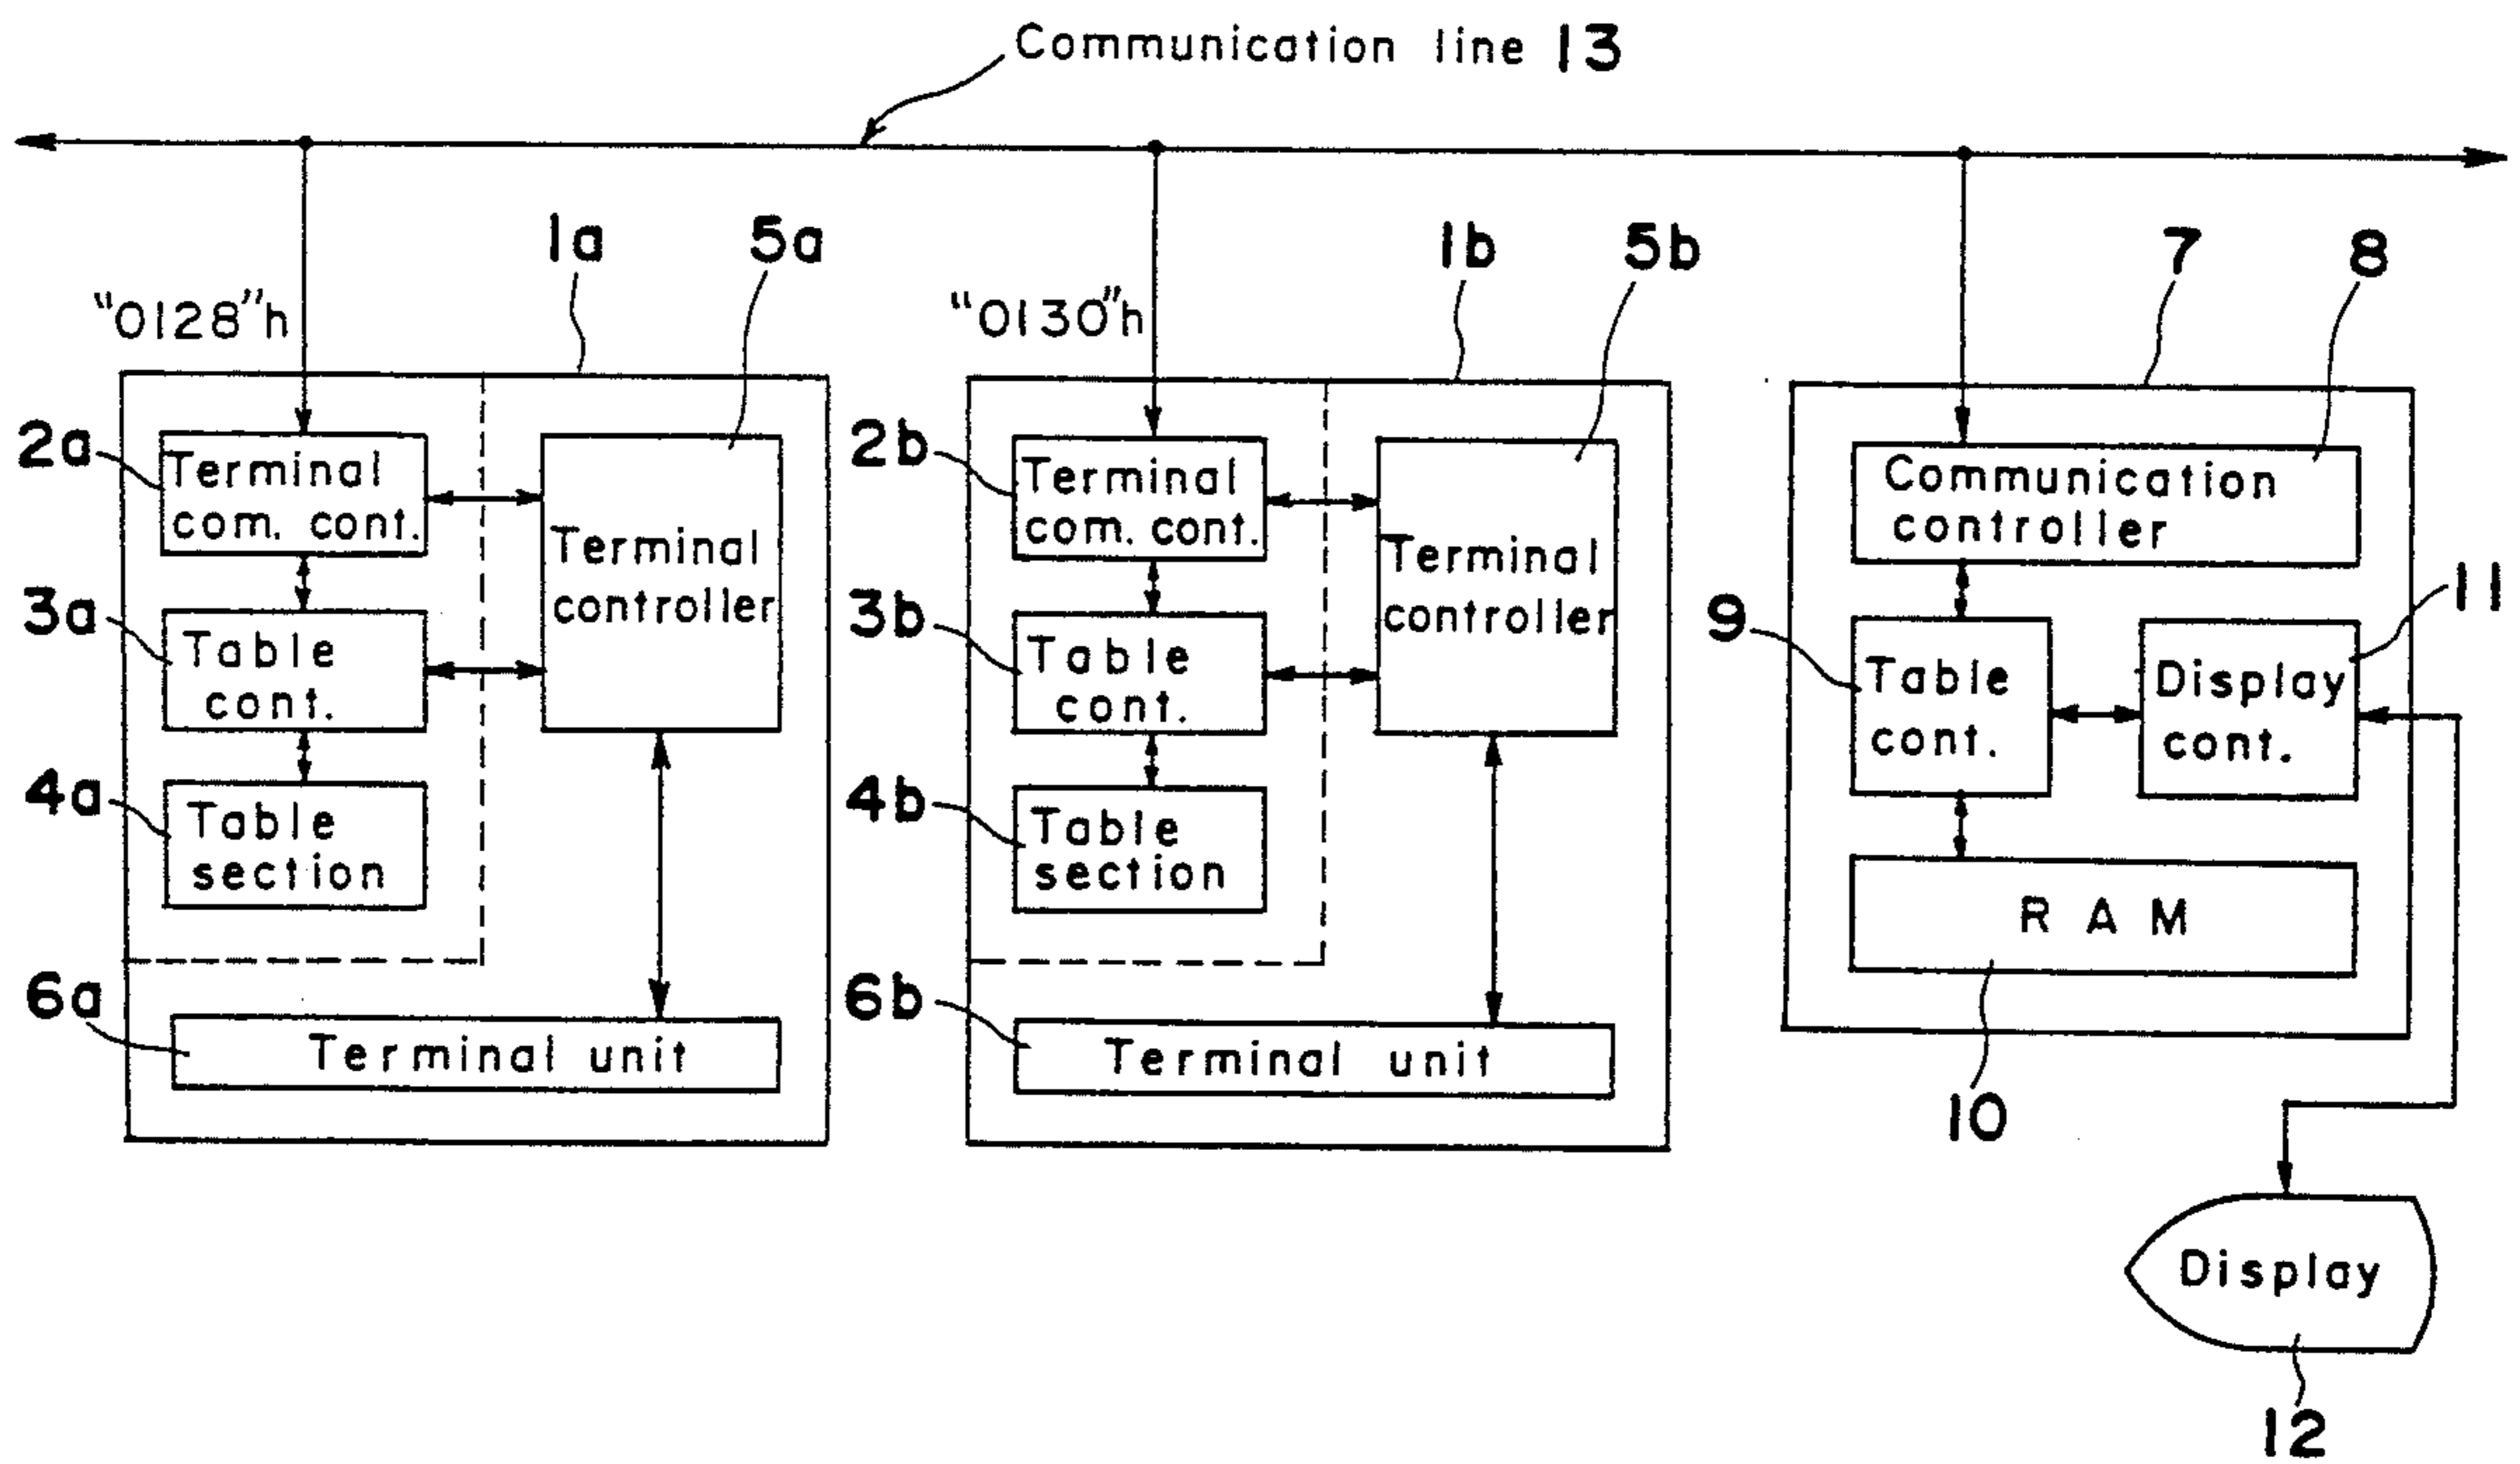 Communication line 13
1a
5a
"0128"h
2a
Terminal
com. cont.
Terminal
controller
3a
Table
cont.
4a
Table
section
6a
Terminal unit
1b
5b
"0130"h
2b
Terminal
com. cont.
Terminal
controller
3b
Table
cont.
4b
Table
section
6b
Terminal unit
7
8
Communication
controller
9
Table
cont.
11
Display
cont.
RAM
10
Display
12